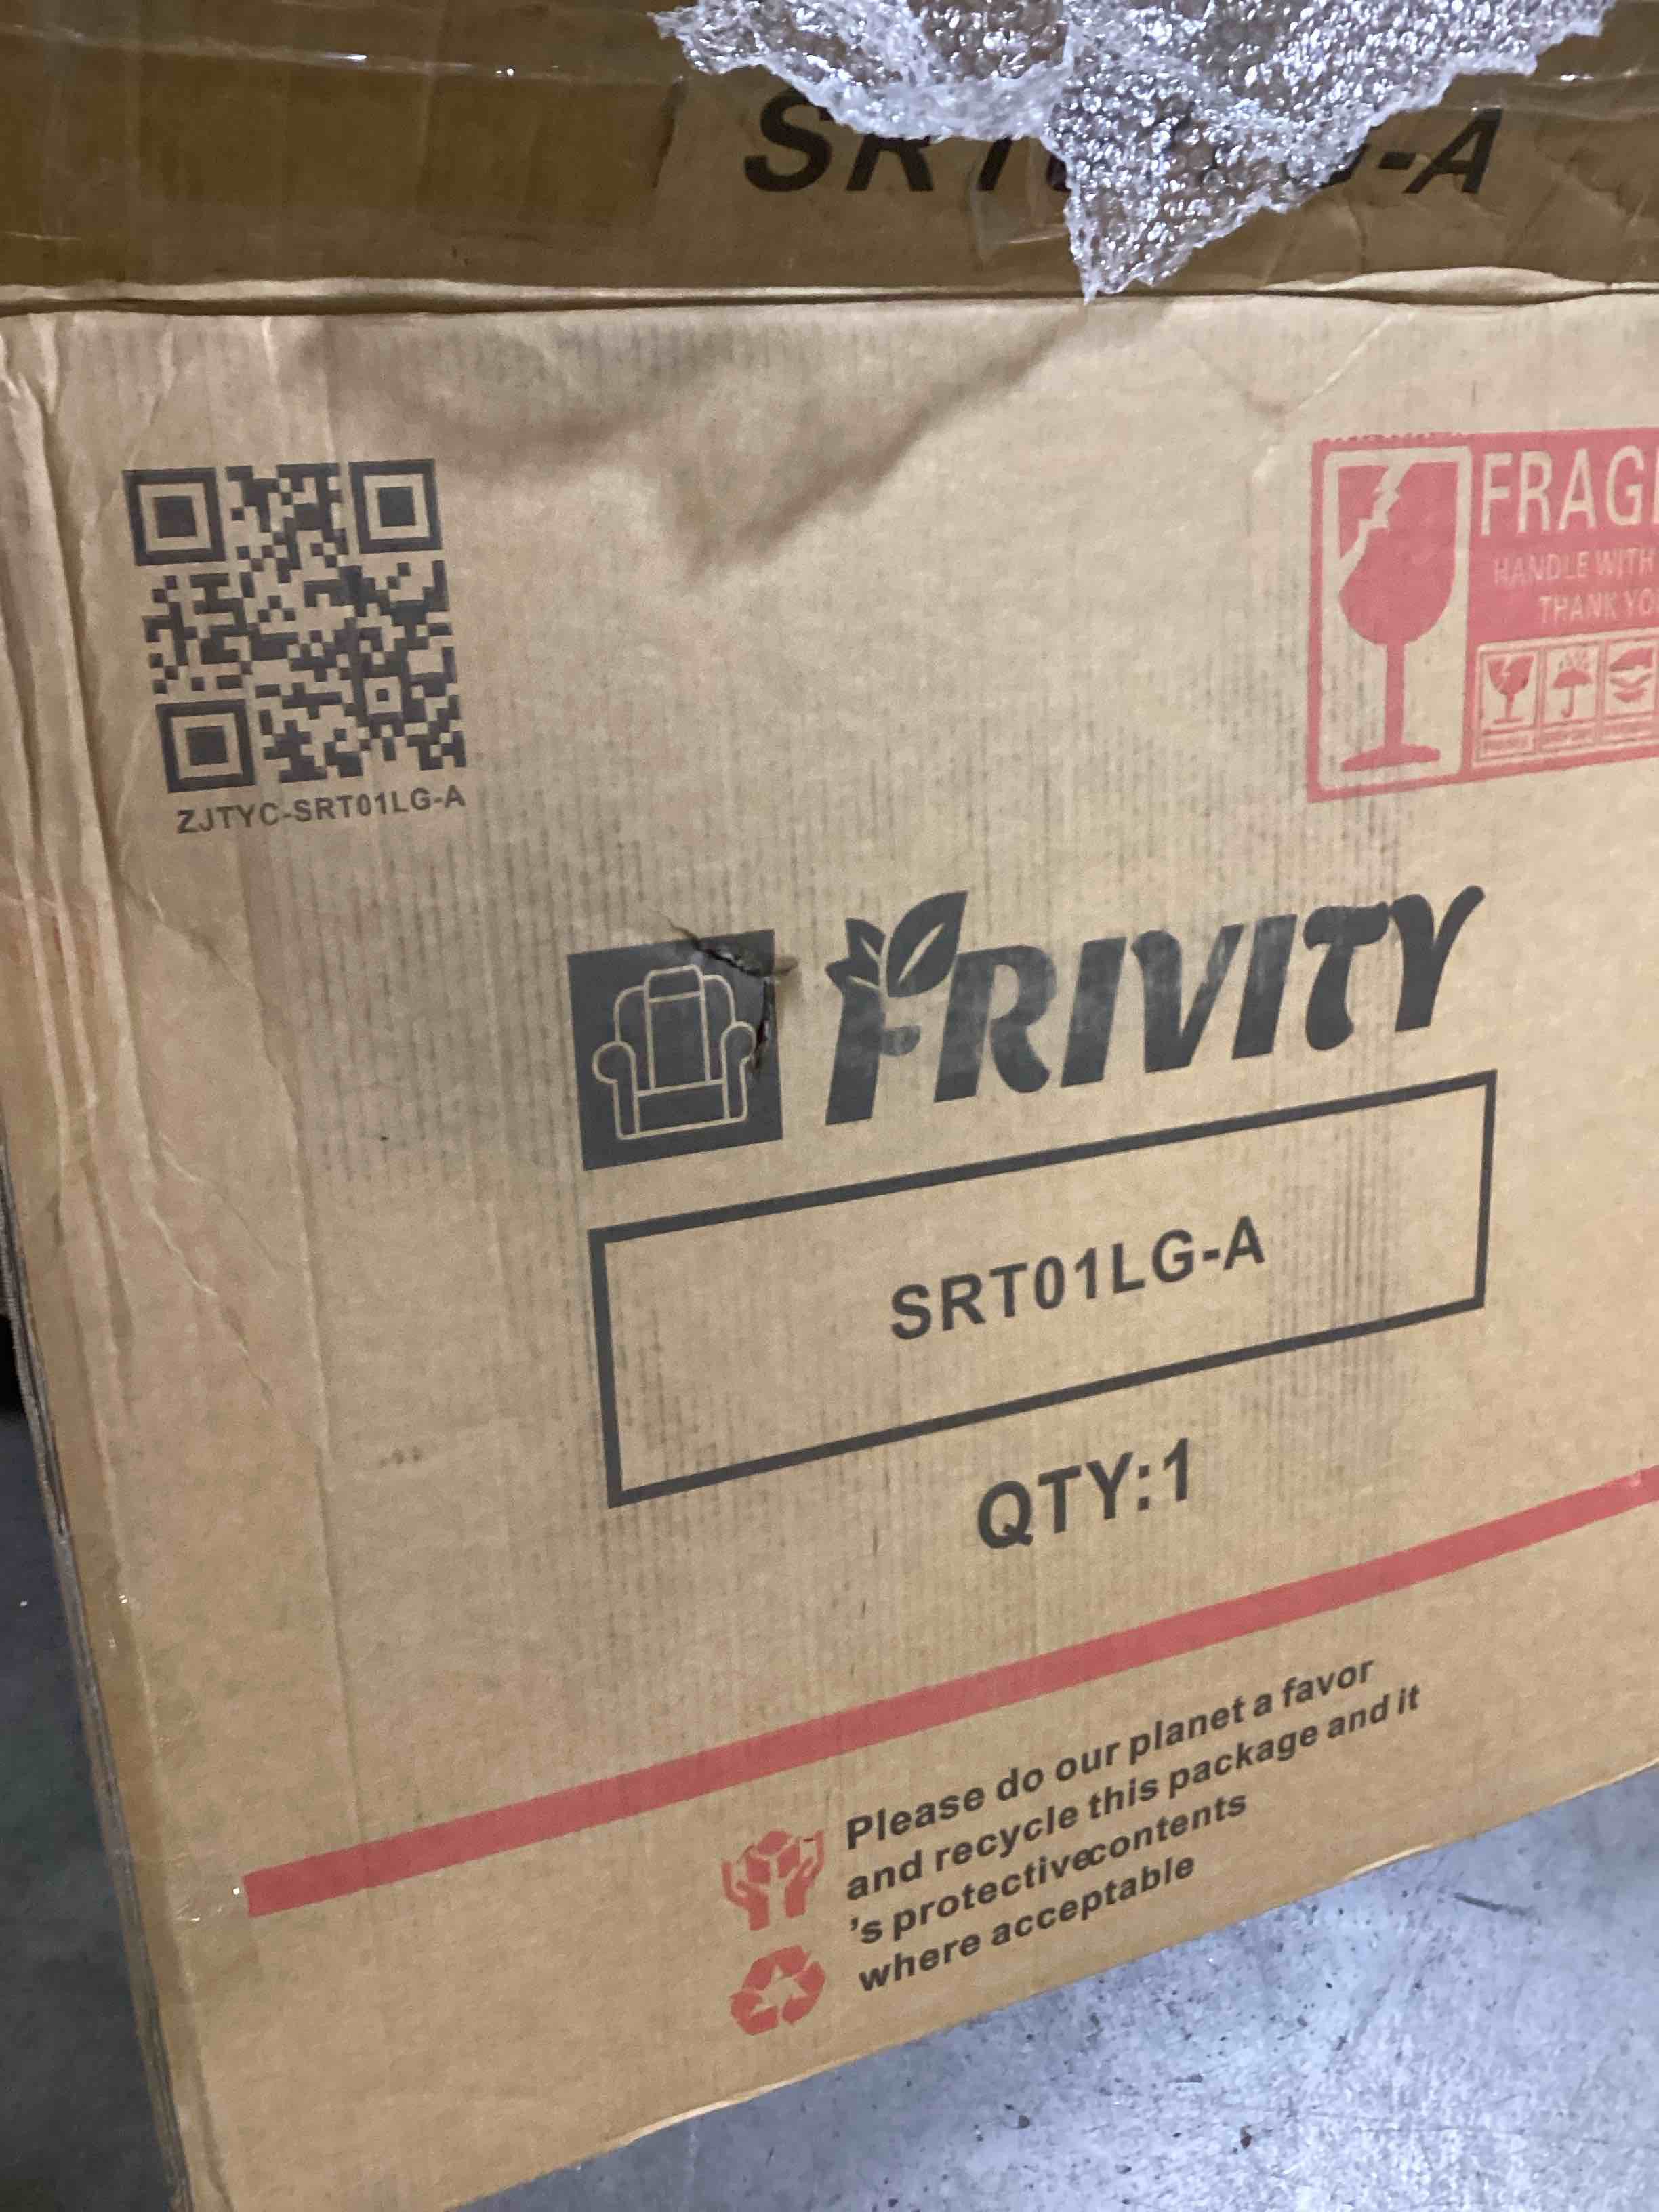 ZJTYC-SRT01LG-A
FRAGI
HANDLE WITH
THANK YO
FRIVITY
SRT01LG-A
QTY:1
Please do our planet a favor
and recycle this package and it
's protectivecontents
where acceptable